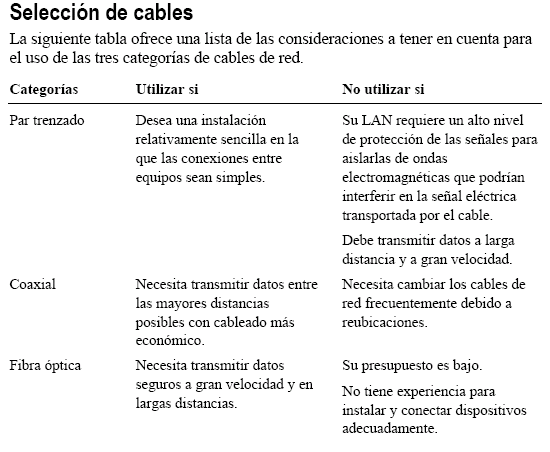 Selección de cables
La siguiente tabla ofrece una lista de las consideraciones a tener en cuenta para
el uso de las tres categorías de cables de red.
Categorías Utilizar si No utilizar si
Par trenzado Desea una instalación Su LAN requiere un alto nivel
relativamente sencilla en la de protección de las señales para
que las conexiones entre aislarlas de ondas
equipos sean simples. electromagnéticas que podrían
interferir en la señal eléctrica
transportada por el cable.
Debe transmitir datos a larga
distancia y a gran velocidad.
Coaxial Necesita transmitir datos entre Necesita cambiar los cables de
las mayores distancias red frecuentemente debido a
posibles con cableado más reubicaciones.
económico.
Fibra óptica Necesita transmitir datos Su presupuesto es bajo.
seguros a gran velocidad y en No tiene experiencia para
largas distancias. instalar y conectar dispositivos
adecuadamente.